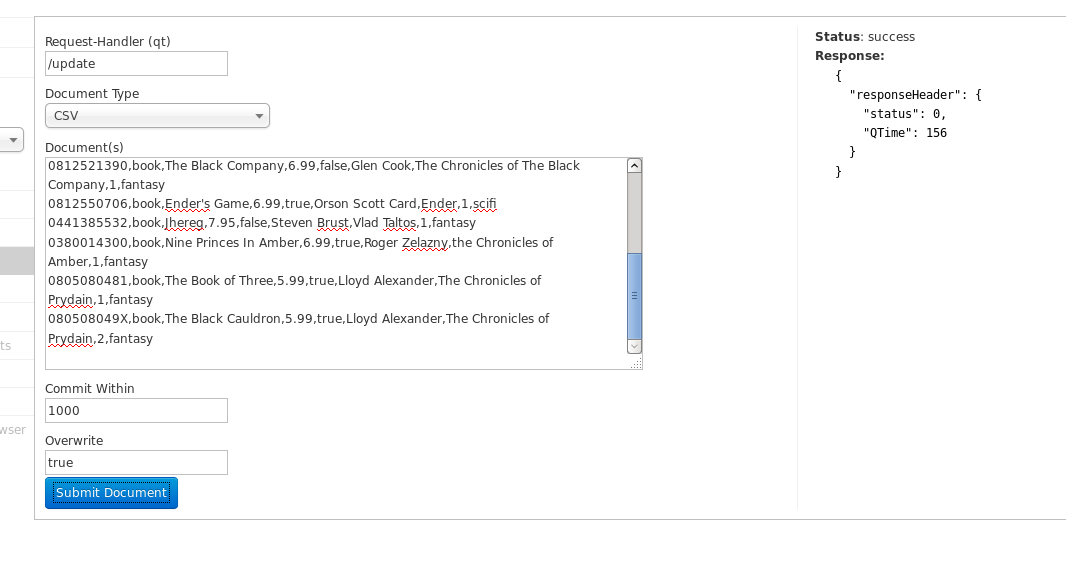 Request-Handler (qt)
/update
Document Type
CSV
Document(s)
0812521390,book,The Black Company,6.99,false,Glen Cook,The Chronicles of The Black
Company,1,fantasy
0812550706,book,Ender's Game,6.99,true,Orson Scott Card,Ender,1,scifi
0441385532,book,Jhereg,7.95,false,Steven Brust,Vlad Taltos,1,fantasy
0380014300,book,Nine Princes In Amber,6.99,true,Roger Zelazny,the Chronicles of
Amber,1,fantasy
0805080481,book,The Book of Three,5.99,true,Lloyd Alexander,The Chronicles of
Prydain,1,fantasy
080508049X,book,The Black Cauldron,5.99,true,Lloyd Alexander,The Chronicles of
Prydain,2,fantasy
Commit Within
1000
Overwrite
true
Submit Document
ts
wser
Status: success
Response:
{
"responseHeader": {
"status": 0,
"QTime": 156
}
}